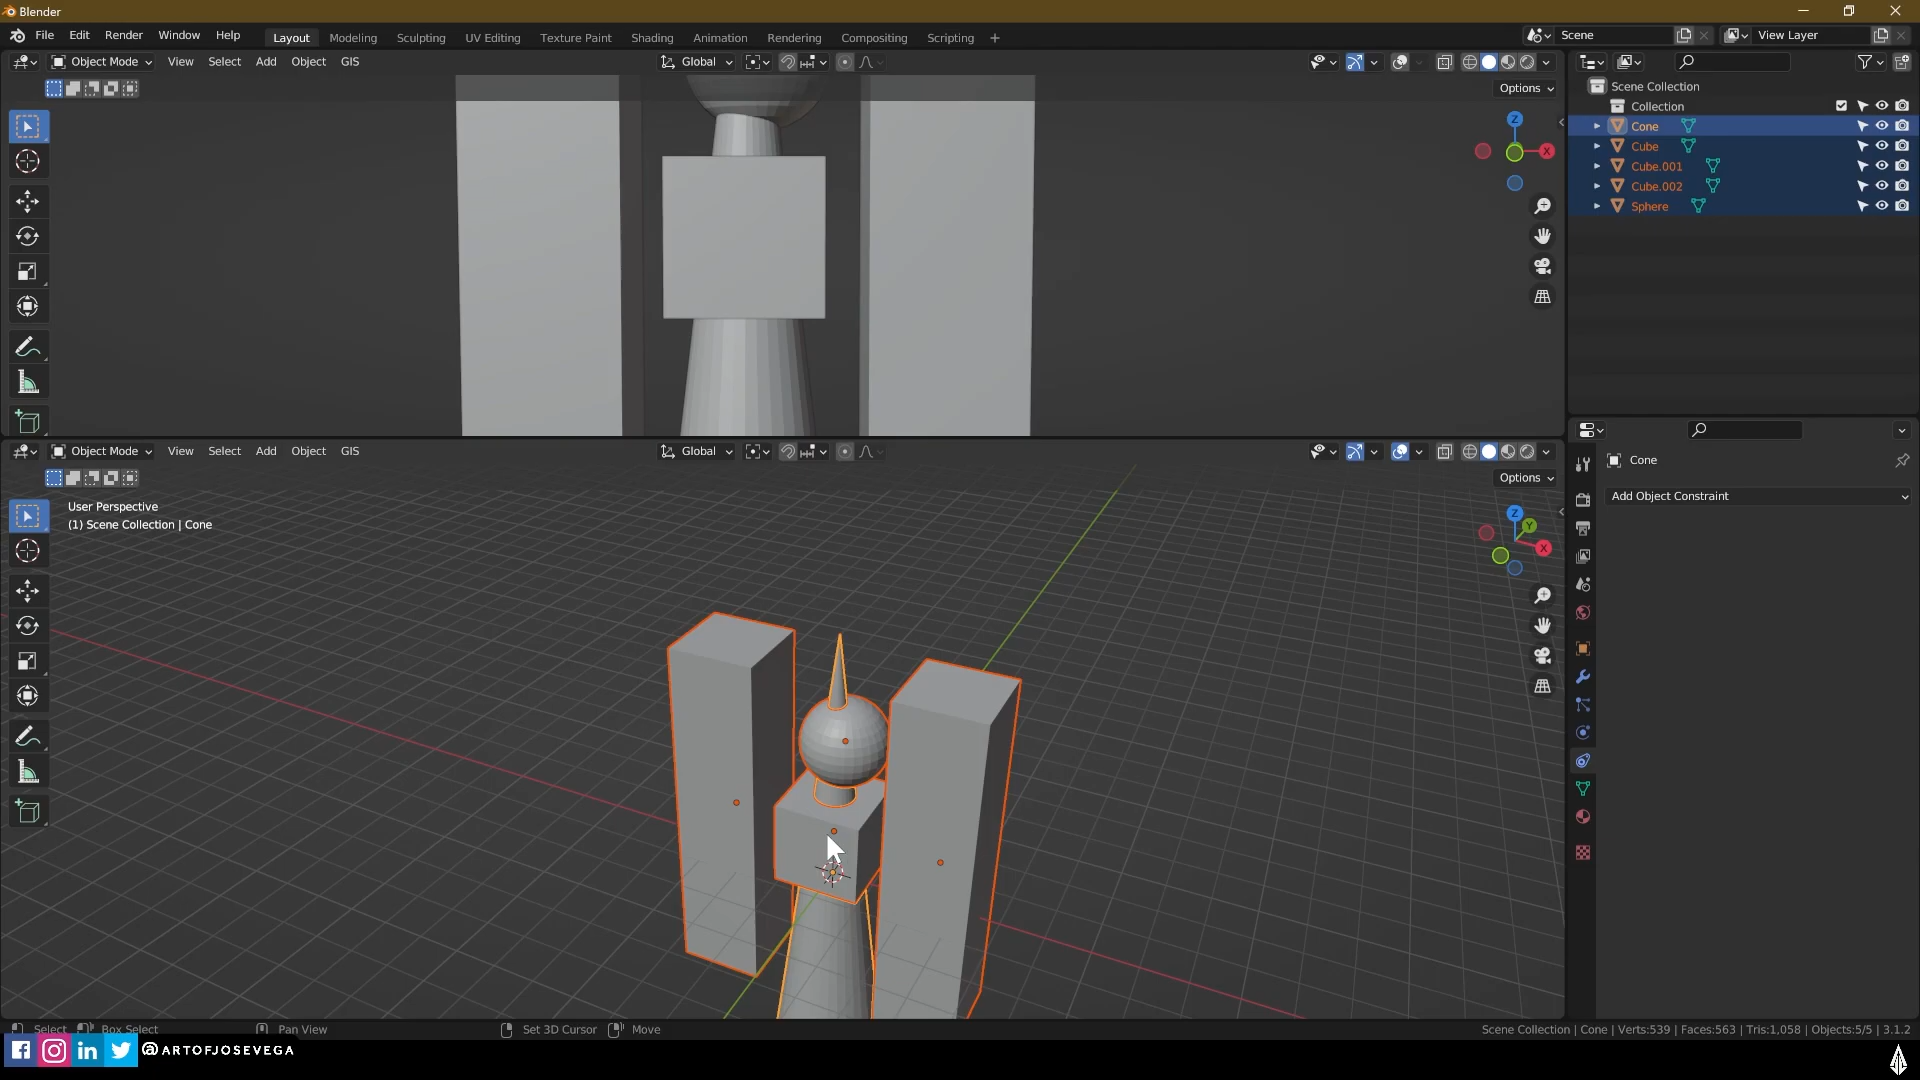 Blender
File Edit Render Window Help Layout Modeling Sculpting UV Editing Texture Paint Shading Animation Rendering Compositing Scripting + Scene View Layer
Object Mode View Select Add Object GIS Global
Options
Z
X
Scene Collection
Collection
Cone
Cube
Cube.001
Cube.002
Sphere
Object Mode View Select Add Object GIS Global
Options
User Perspective
(1) Scene Collection | Cone
Z
Y
X
Cone
Add Object Constraint
Select Box Select Pan View Set 3D Cursor Move Scene Collection | Cone | Verts:539 | Faces:563 | Tris:1,058 | Objects:5/5 | 3.1.2
@ARTOFJOSEVEGA